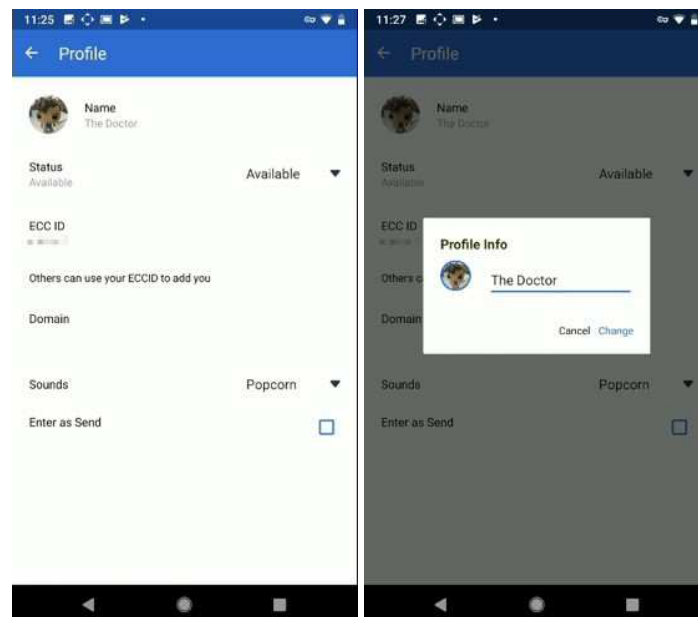 11:25
Profile
Name
The Doctor
Status
Available
Available
ECC ID
Others can use your ECCID to add you
Domain
Sounds
Popcorn
Enter as Send
11:27
Profile
Name
The Doctor
Status
Available
Available
ECC ID
Others
Domain
Profile Info
The Doctor
Cancel Change
Sounds
Popcorn
Enter as Send